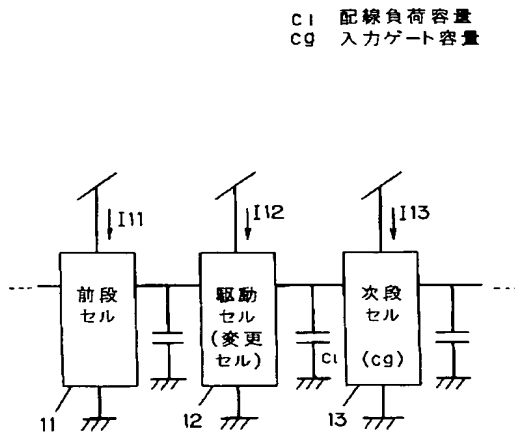 Cl 配線負荷容量
Cg 入力ゲート容量
I11
I12
I13
前段
セル
駆動
セル
(変更
セル)
Cl
次段
セル
(Cg)
11
12
13